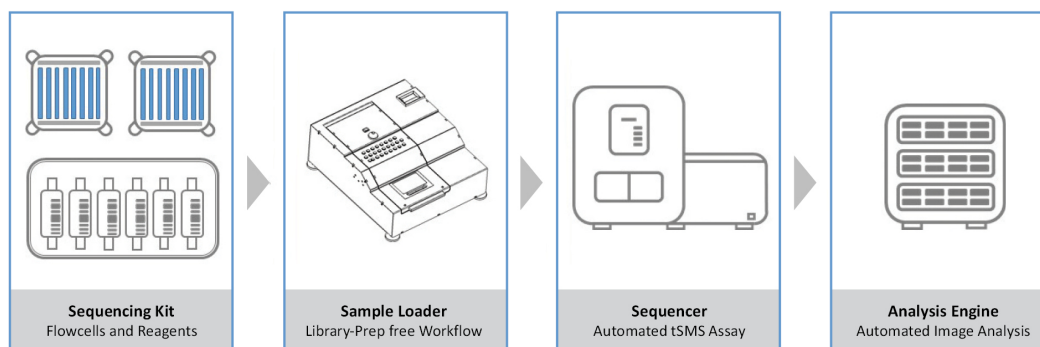 Sequencing Kit
Flowcells and Reagents
Sample Loader
Library-Prep free Workflow
Sequencer
Automated tSMS Assay
Analysis Engine
Automated Image Analysis